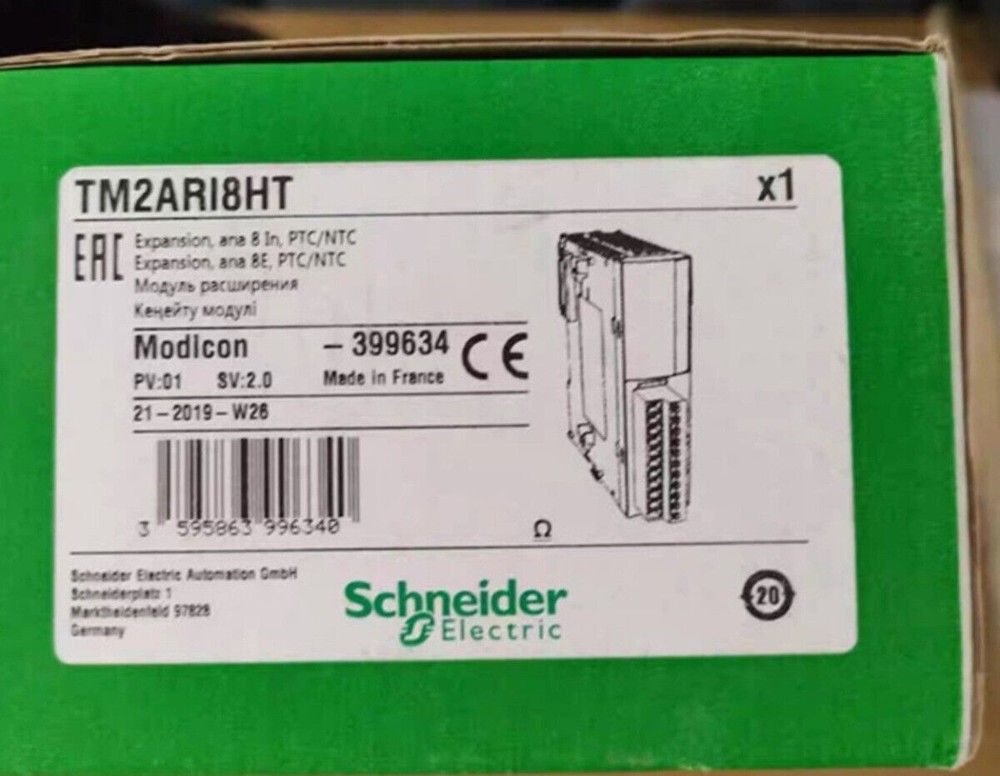 TM2ARI8HT x1
EAC
Expansion, ana 8 In, PTC/NTC
Expansion, ana 8E, PTC/NTC
Модуль расширения
Кеңейту модулі
Modicon - 399634 CE
PV:01 SV:2.0 Made in France
21-2019-W26
3 595863 996340
Ω
Schneider Electric Automation GmbH
Schneiderplatz 1
Marktheidenfeld 97828
Germany
Schneider
Electric
20